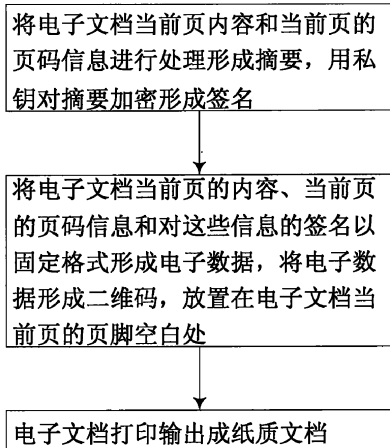 将电子文档当前页内容和当前页的
页码信息进行处理形成摘要，用私
钥对摘要加密形成签名
将电子文档当前页的内容、当前页
的页码信息和对这些信息的签名以
固定格式形成电子数据，将电子数
据形成二维码，放置在电子文档当
前页的页脚空白处
电子文档打印输出成纸质文档